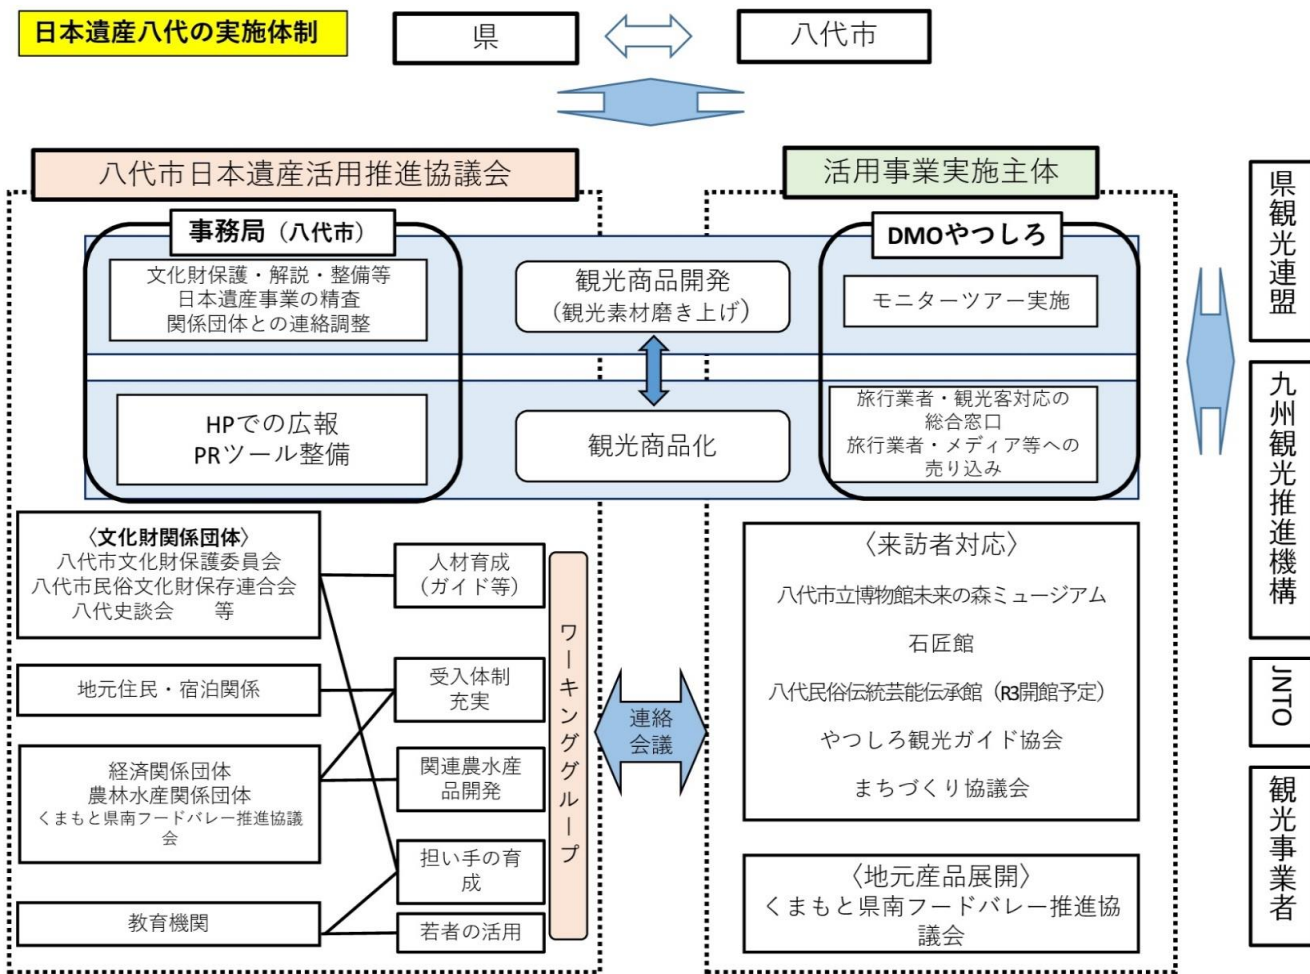 日本遺産八代の実施体制
県
八代市
八代市日本遺産活用推進協議会
活用事業実施主体
事務局（八代市）
文化財保護・解説・整備等
日本遺産事業の精査
関係団体との連絡調整
観光商品開発
（観光素材磨き上げ）
DMOやつしろ
モニターツアー実施
HPでの広報
PRツール整備
観光商品化
旅行業者・観光客対応の
総合窓口
旅行業者・メディア等への
売り込み
〈文化財関係団体〉
八代市文化財保護委員会
八代市民俗文化財保存連合会
八代史談会　　等
地元住民・宿泊関係
経済関係団体
農林水産関係団体
くまもと県南フードバレー推進協議
会
教育機関
人材育成
（ガイド等）
受入体制
充実
関連農水産
品開発
担い手の育
成
若者の活用
ワーキンググループ
連絡
会議
〈来訪者対応〉
八代市立博物館未来の森ミュージアム
石匠館
八代民俗伝統芸能伝承館（R3開館予定）
やつしろ観光ガイド協会
まちづくり協議会
〈地元産品展開〉
くまもと県南フードバレー推進協
議会
県観光連盟
九州観光推進機構
JNTO
観光事業者